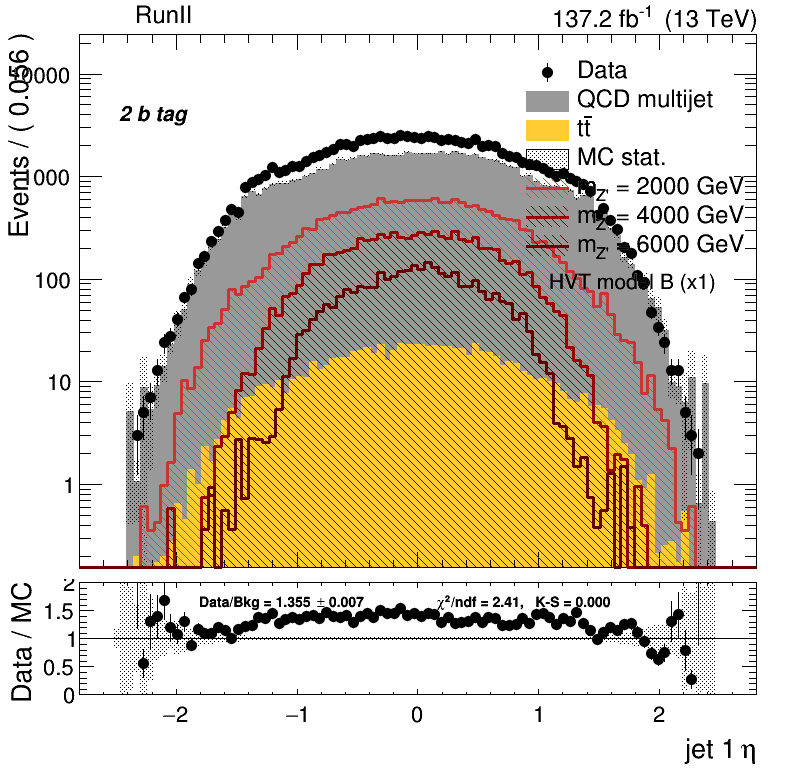 RunII
137.2 fb⁻¹ (13 TeV)
Events / ( 0.056 )
10000
1000
100
10
1
2 b tag
Data
QCD multijet
tt̄
MC stat.
m_Z' = 2000 GeV
m_Z' = 4000 GeV
m_Z' = 6000 GeV
HVT model B (x1)
Data / MC
2
1.5
1
0.5
0
Data/Bkg = 1.355 ± 0.007
χ²/ndf = 2.41, K-S = 0.000
−2 −1 0 1 2
jet 1 η